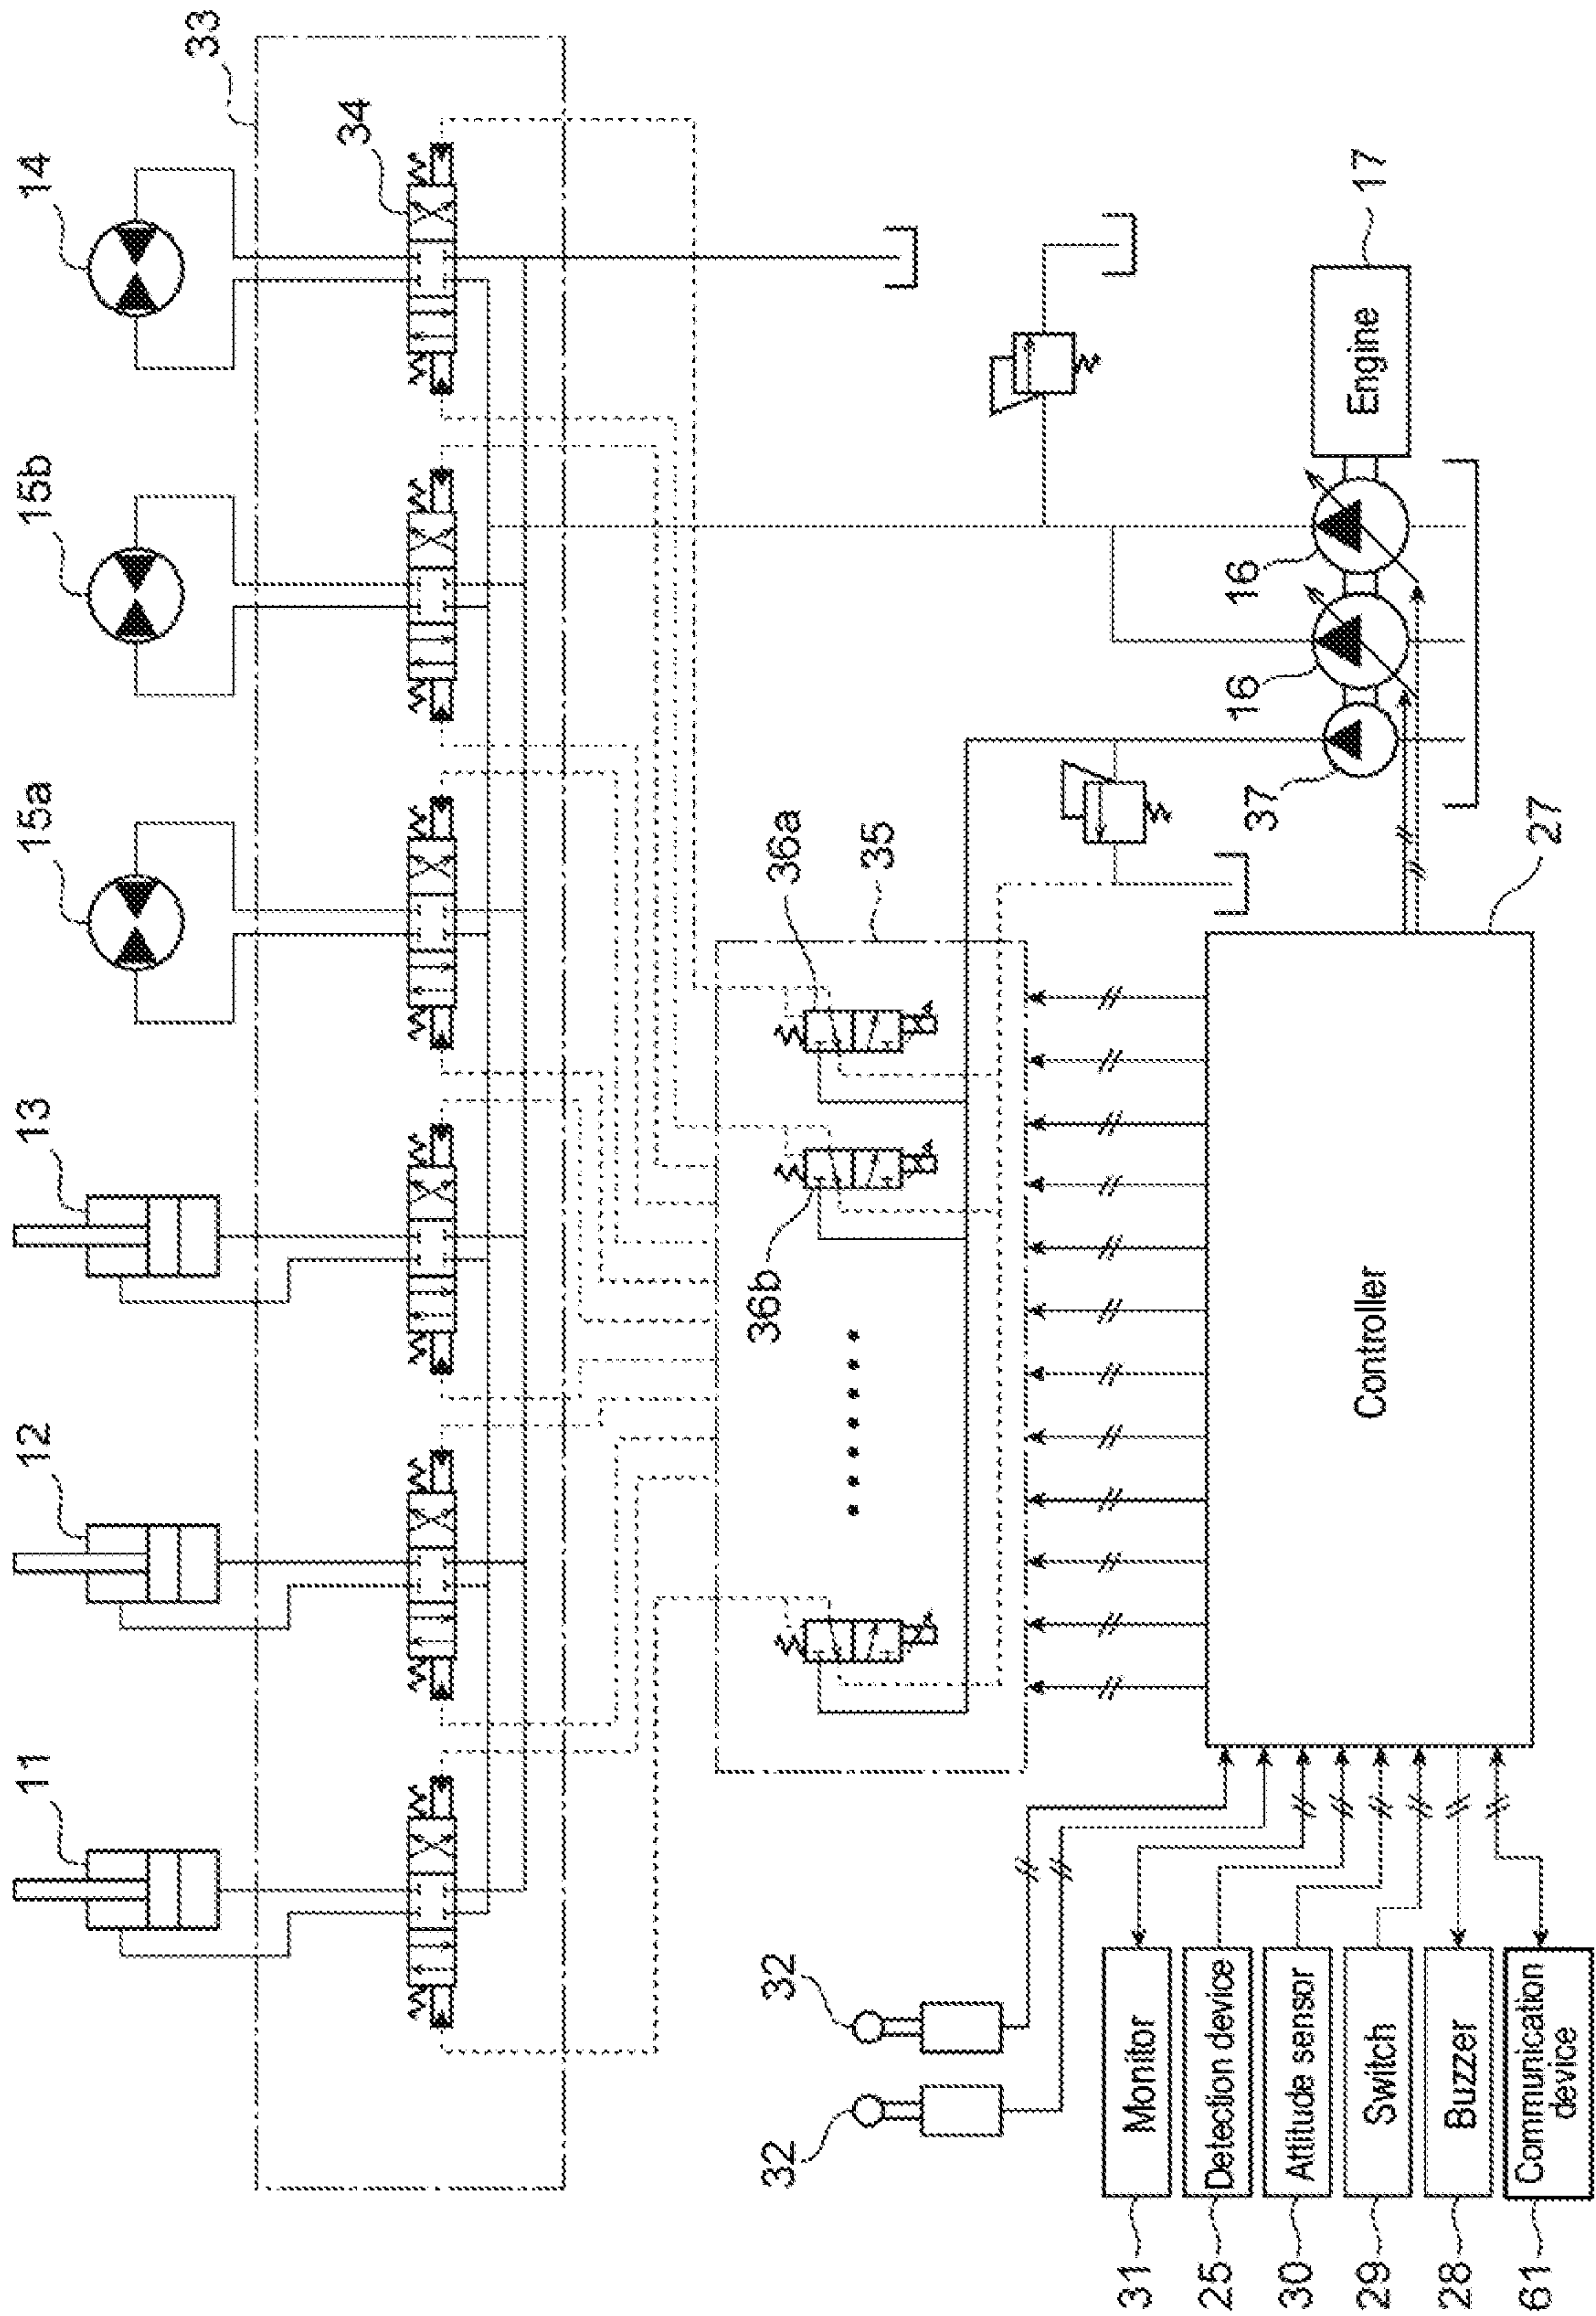 11
12
13
15a
15b
14
33
34
32
32
36b
36a
35
16
16
37
17
Engine
27
Controller
31
Monitor
25
Detection device
30
Attitude sensor
29
Switch
28
Buzzer
61
Communication
device